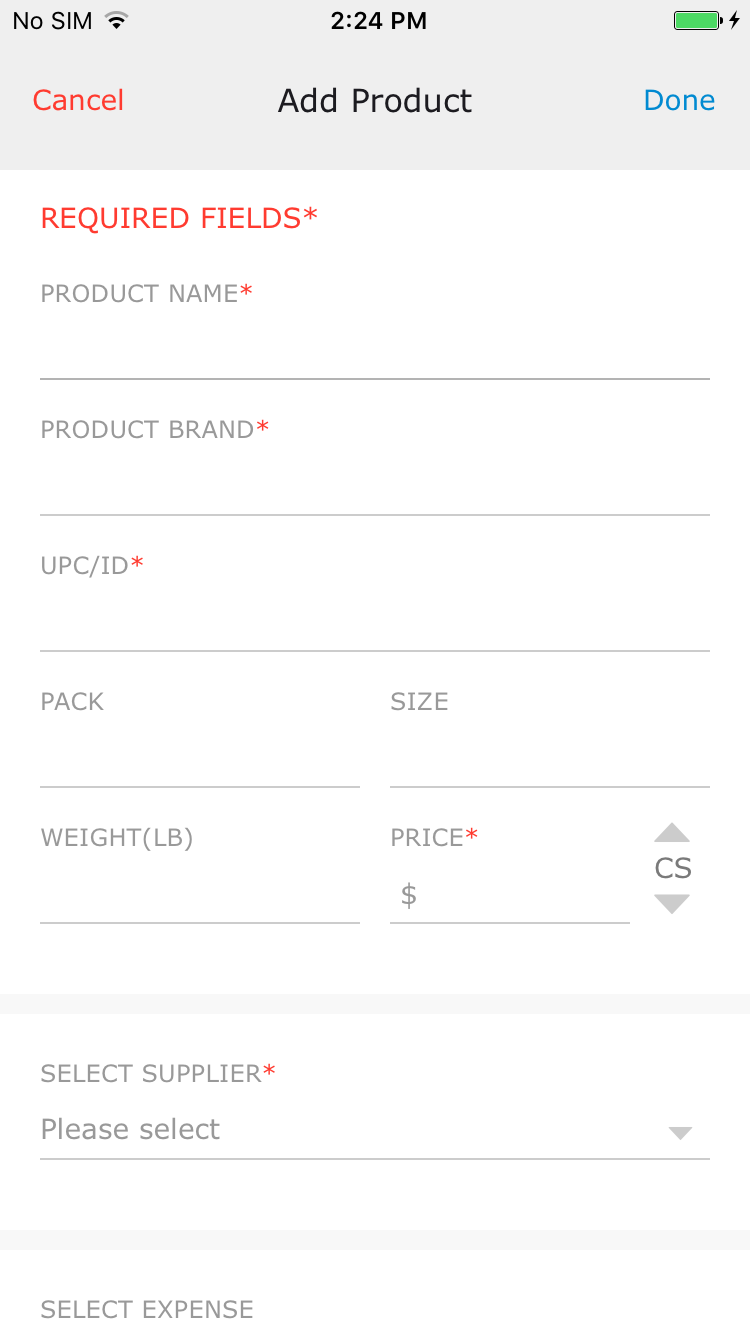 No SIM 2:24 PM
Cancel Add Product Done
REQUIRED FIELDS*
PRODUCT NAME*
PRODUCT BRAND*
UPC/ID*
PACK SIZE
WEIGHT(LB) PRICE*
CS
$
SELECT SUPPLIER*
Please select
SELECT EXPENSE